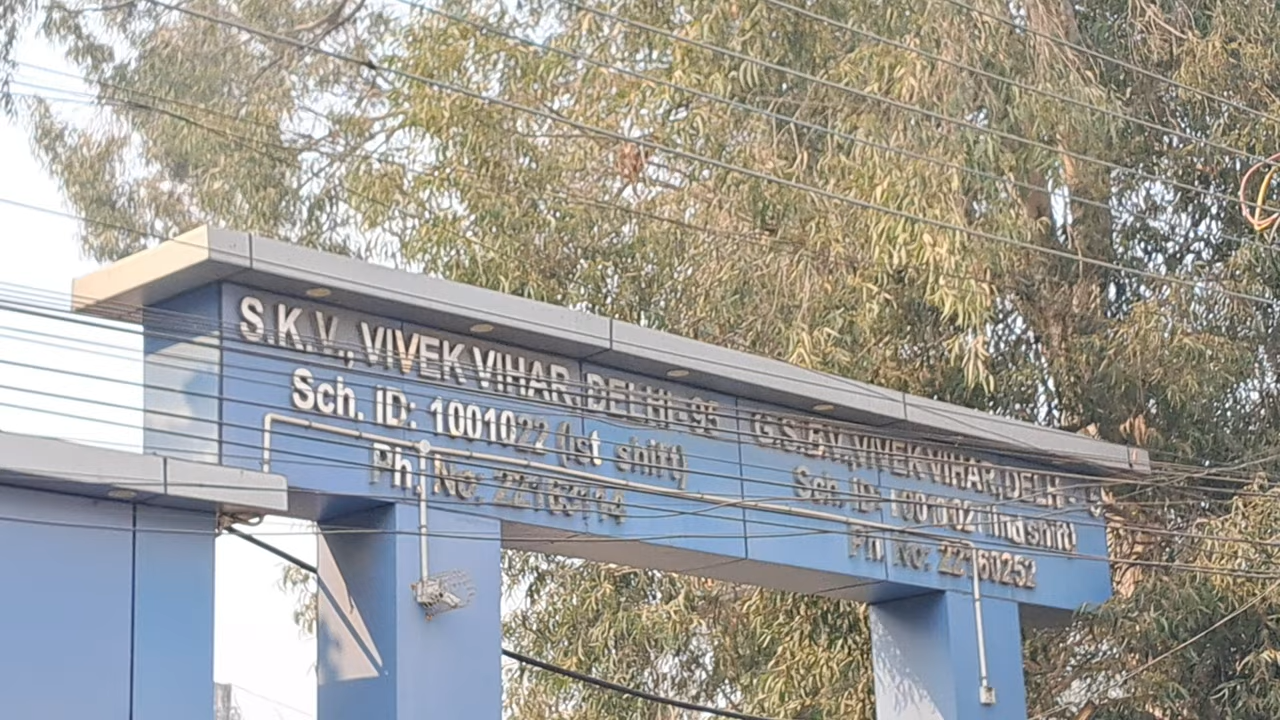 S.K.V., VIVEK VIHAR, DELHI-95
Sch. ID: 1001022 (Ist shift)
Ph. No:
G.S.B.V., VIVEK VIHAR, DELHI
Sch. ID: (IInd shift)
Ph. No: 22160252